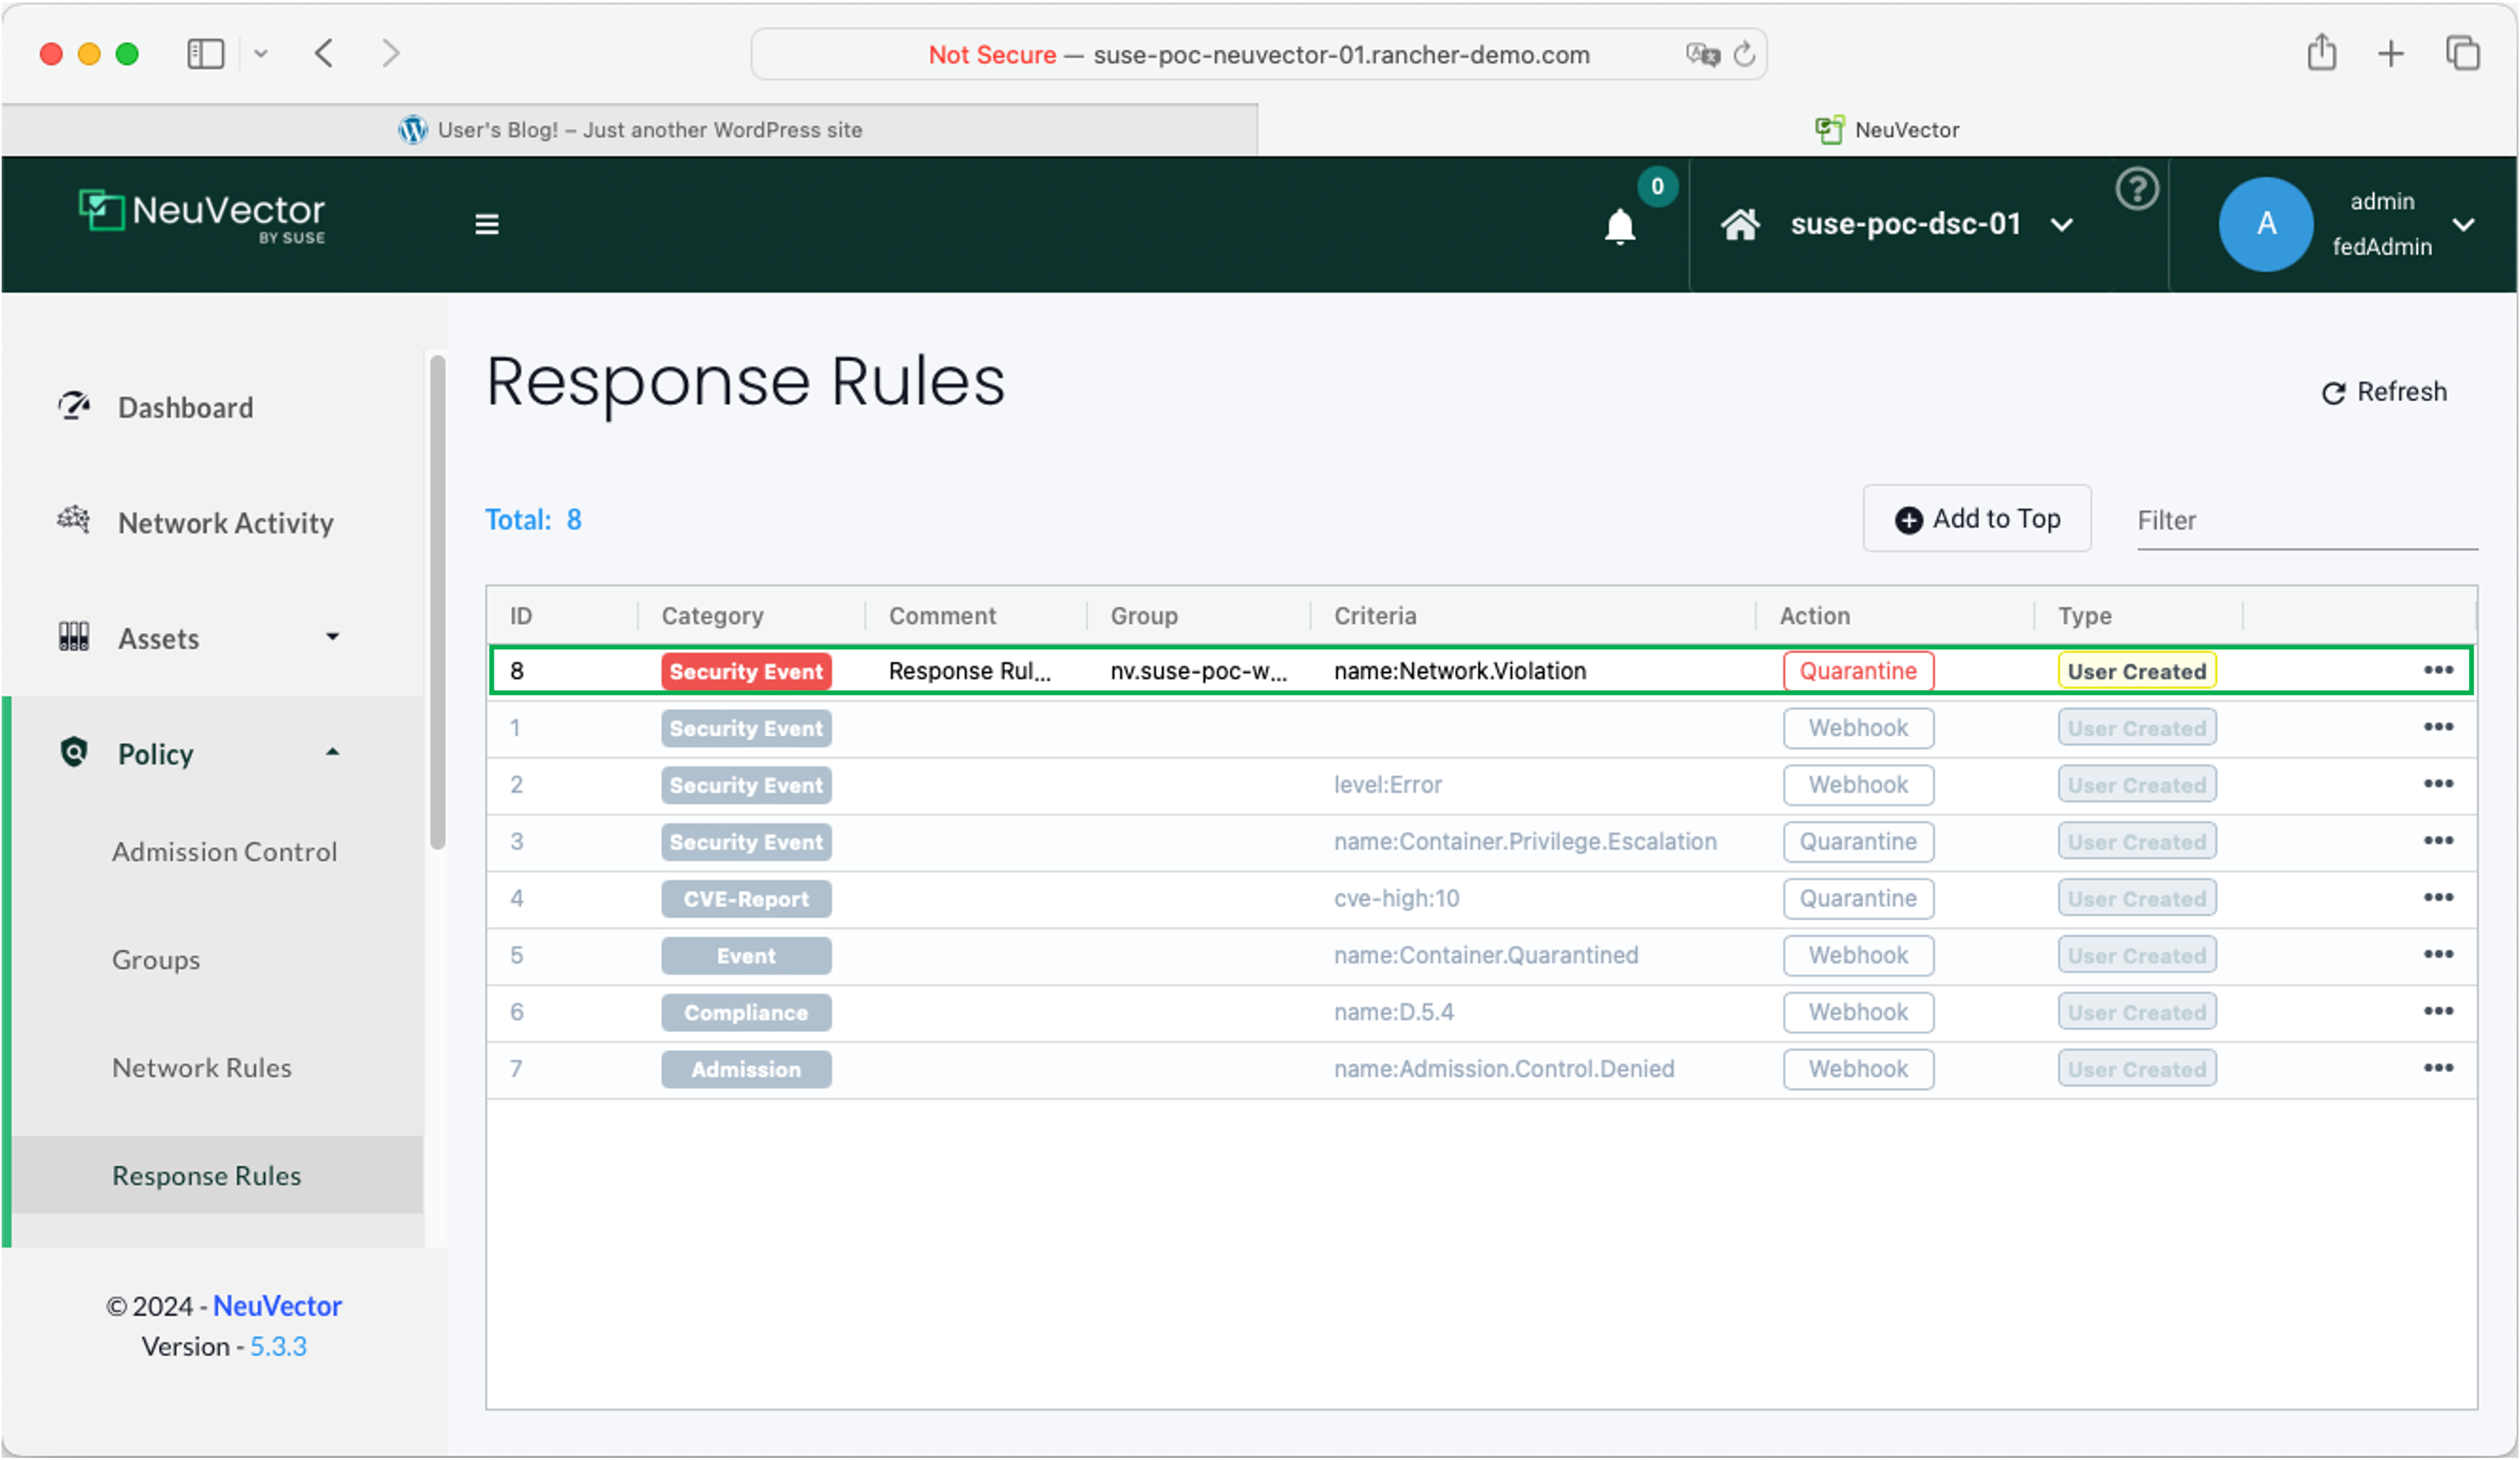 Not Secure — suse-poc-neuvector-01.rancher-demo.com
User's Blog! – Just another WordPress site
NeuVector
NeuVector
BY SUSE
0
suse-poc-dsc-01
?
A
admin
fedAdmin
Dashboard
Network Activity
Assets
Policy
Admission Control
Groups
Network Rules
Response Rules
© 2024 - NeuVector
Version - 5.3.3
Response Rules
Refresh
Total: 8
Add to Top
Filter
ID Category Comment Group Criteria Action Type
8 Security Event Response Rul... nv.suse-poc-w... name:Network.Violation Quarantine User Created •••
1 Security Event Webhook User Created •••
2 Security Event level:Error Webhook User Created •••
3 Security Event name:Container.Privilege.Escalation Quarantine User Created •••
4 CVE-Report cve-high:10 Quarantine User Created •••
5 Event name:Container.Quarantined Webhook User Created •••
6 Compliance name:D.5.4 Webhook User Created •••
7 Admission name:Admission.Control.Denied Webhook User Created •••